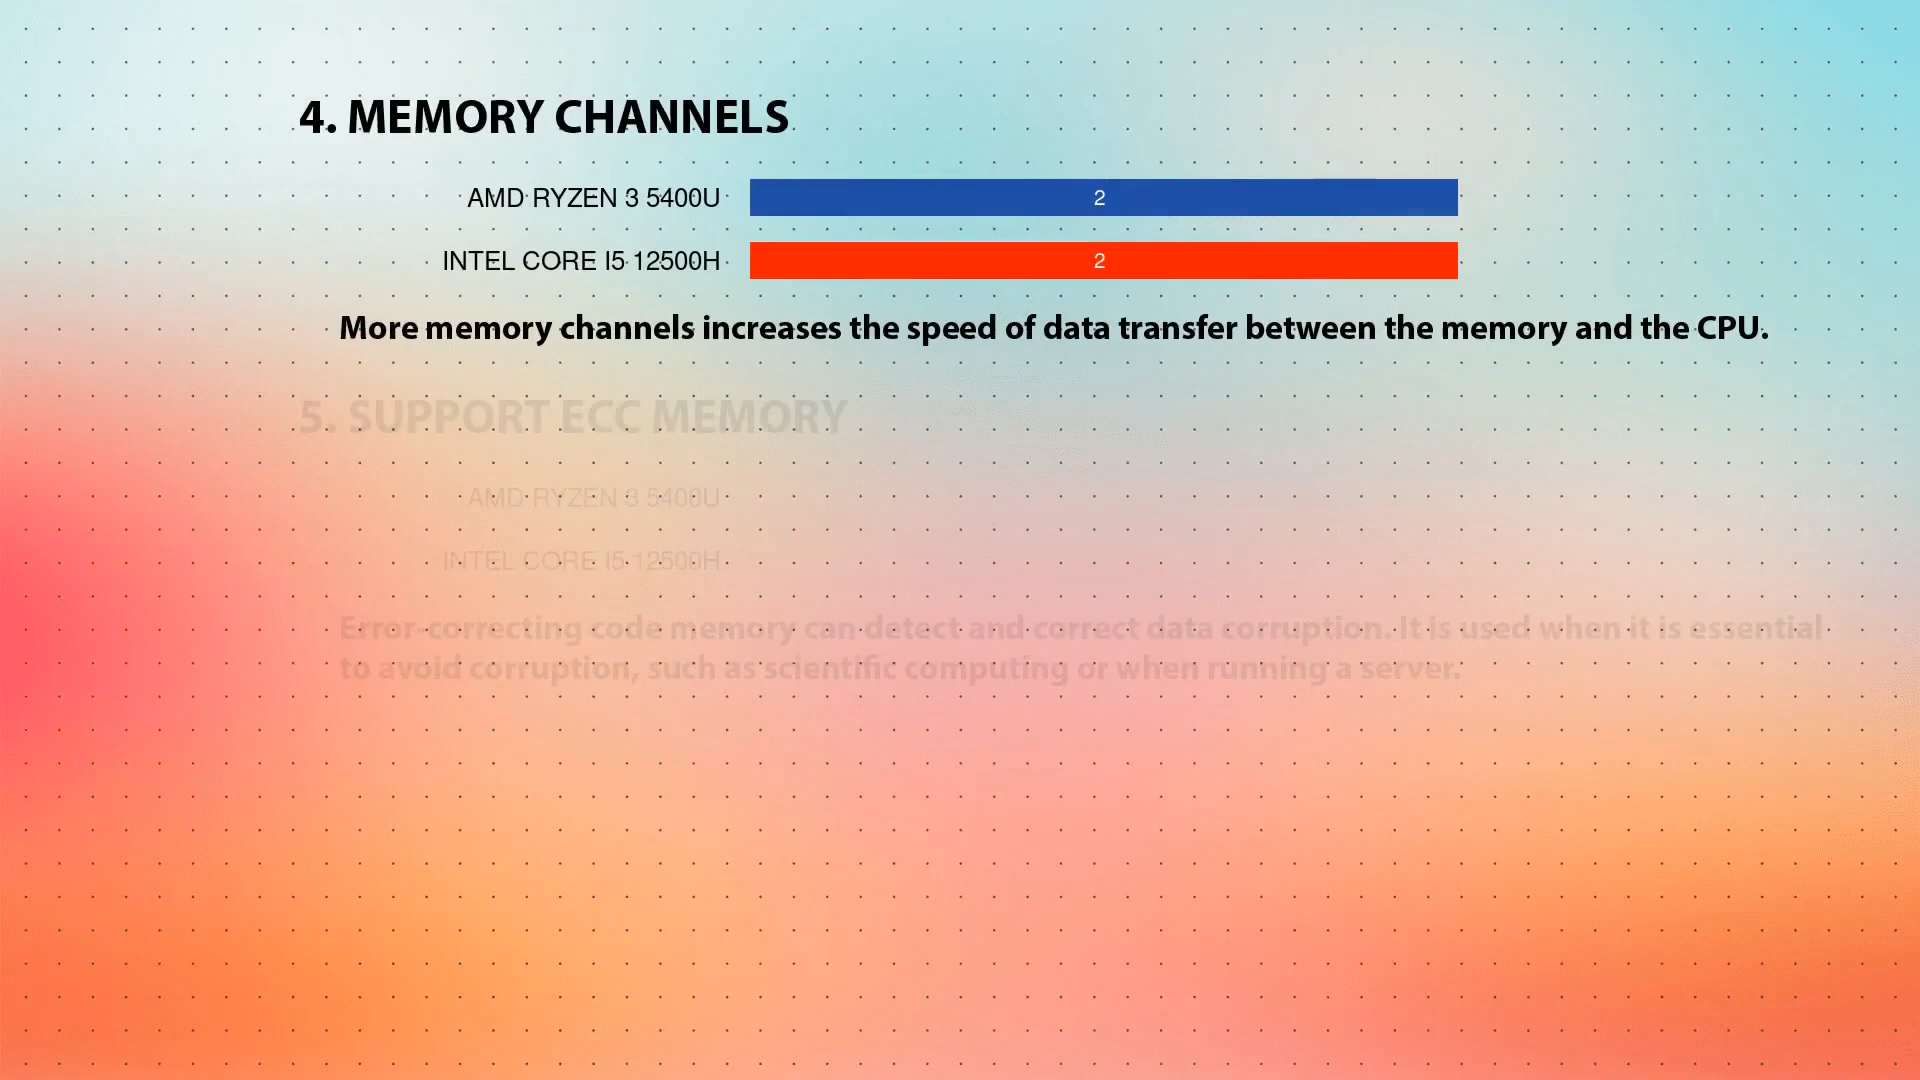 4. MEMORY CHANNELS
AMD RYZEN 3 5400U
2
INTEL CORE I5 12500H
2
More memory channels increases the speed of data transfer between the memory and the CPU.
5. SUPPORT ECC MEMORY
AMD RYZEN 3 5400U
INTEL CORE I5 12500H
Error-correcting code memory can detect and correct data corruption. It is used when it is essential
to avoid corruption, such as scientific computing or when running a server.